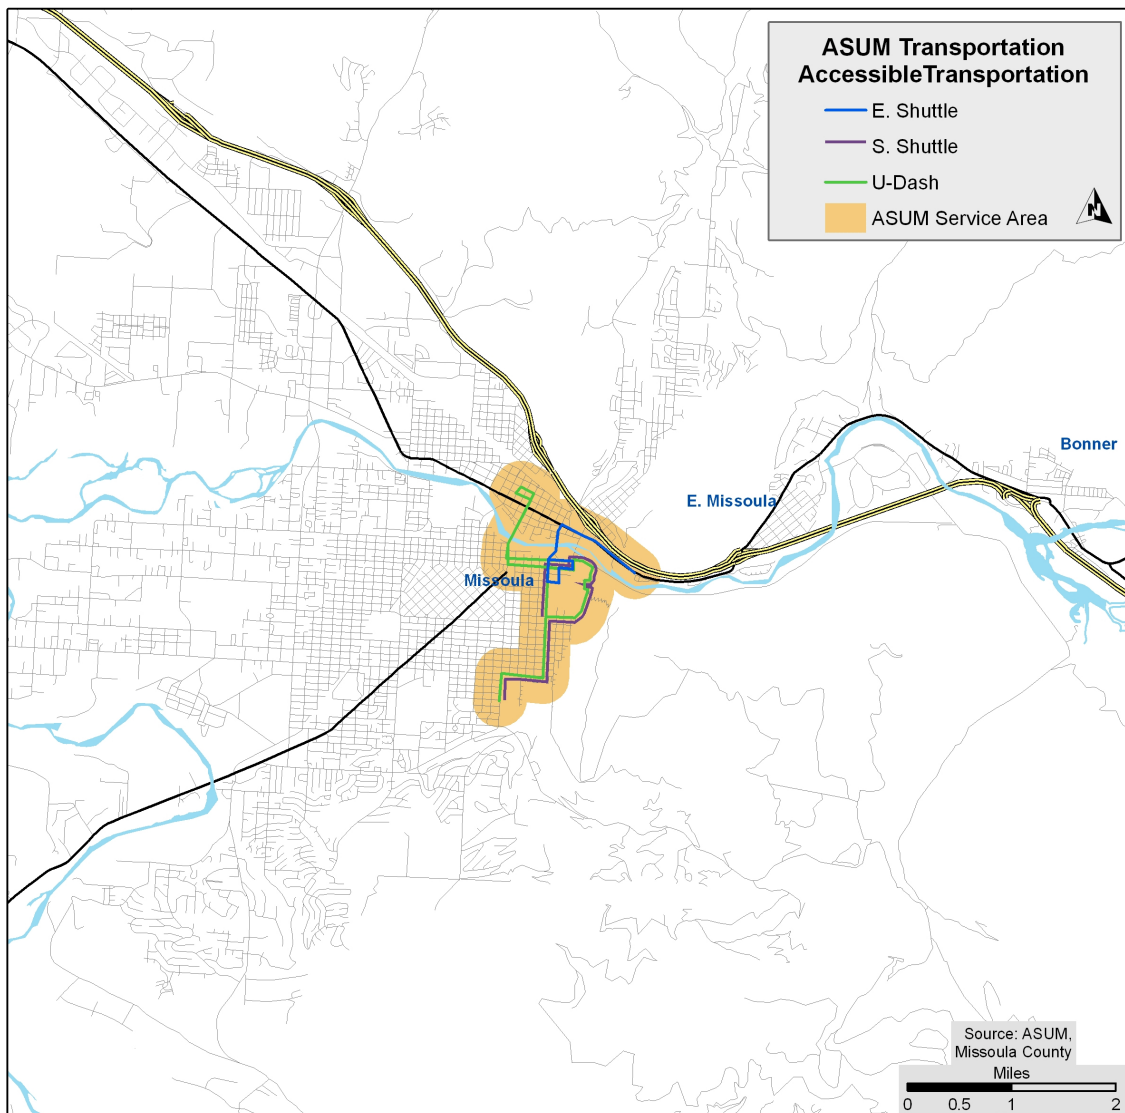 ASUM Transportation
AccessibleTransportation
E. Shuttle
S. Shuttle
U-Dash
ASUM Service Area
N
Bonner
E. Missoula
Missoula
Source: ASUM,
Missoula County
Miles
0 0.5 1 2